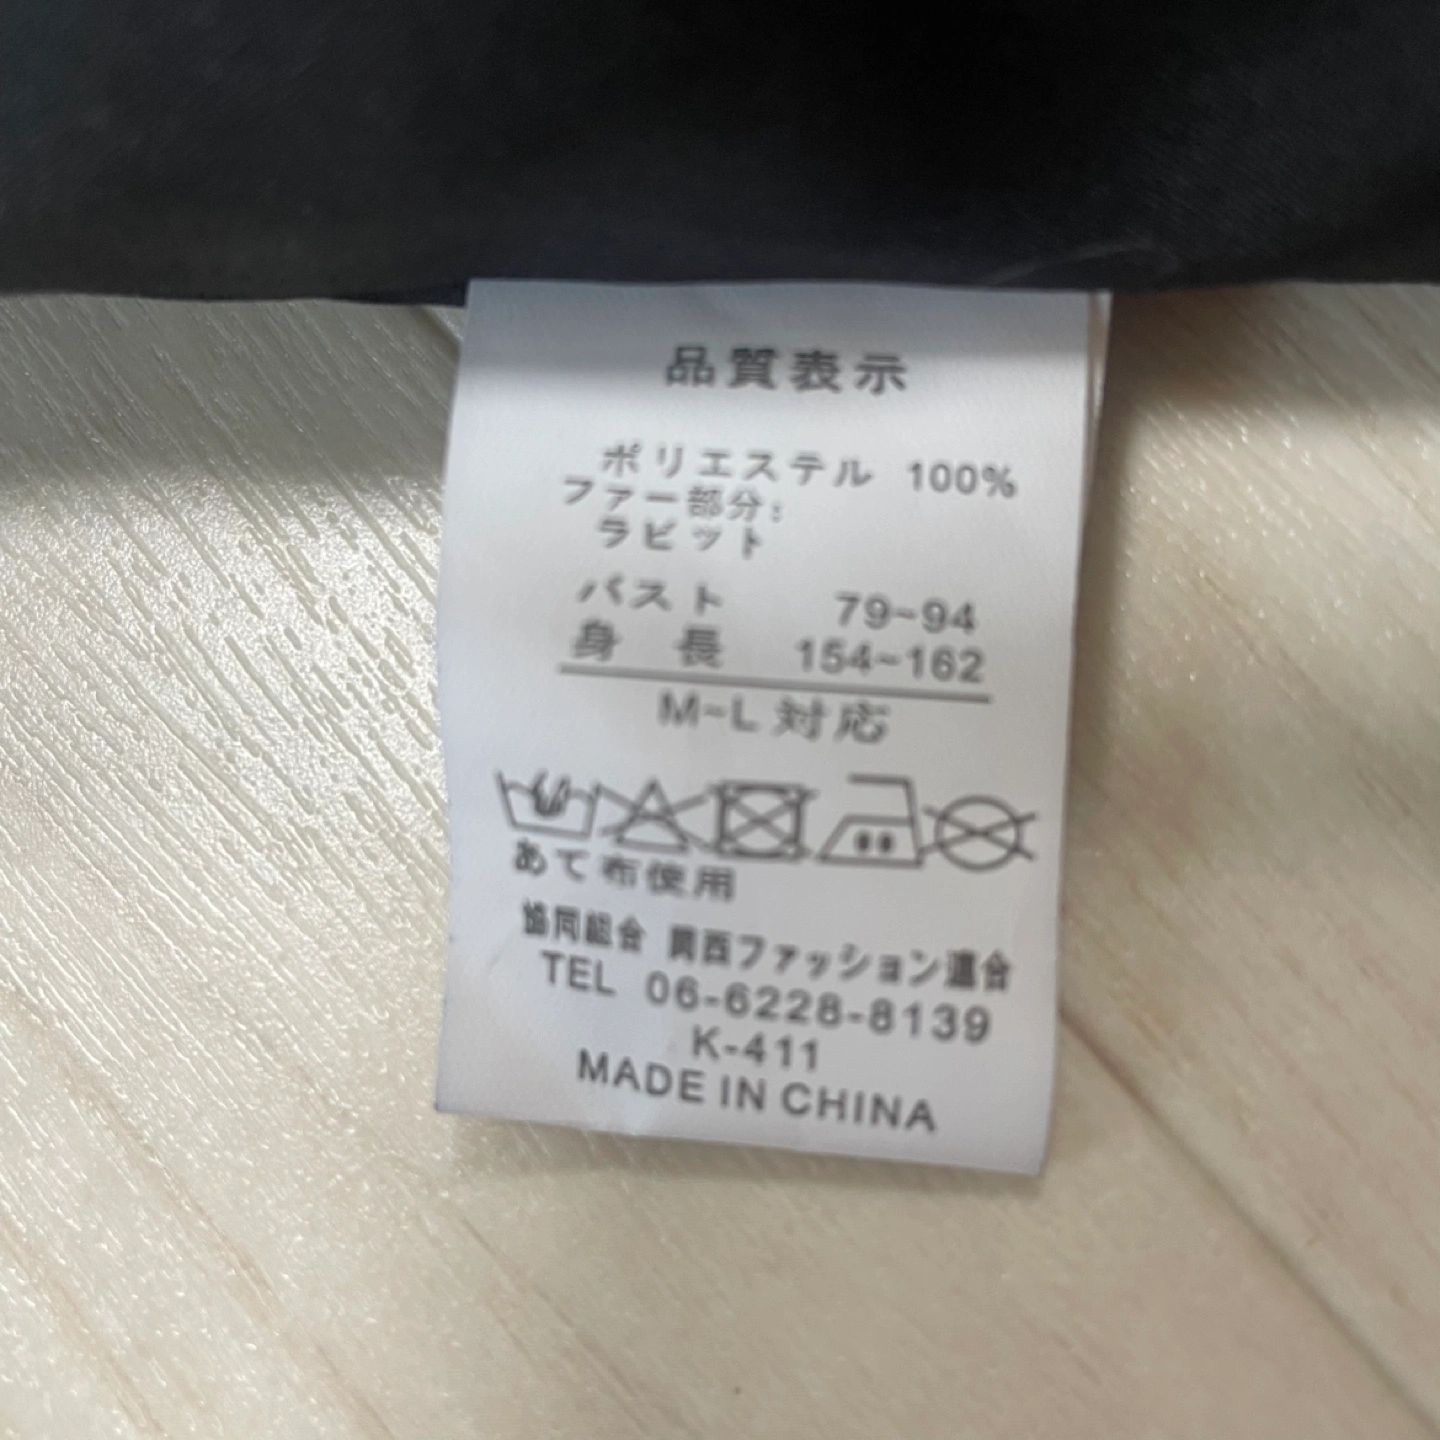 品質表示
ポリエステル 100%
ファー部分:
ラビット
バスト 79~94
身 長 154~162
M~L対応
あて布使用
協同組合 関西ファッション連合
TEL 06-6228-8139
K-411
MADE IN CHINA